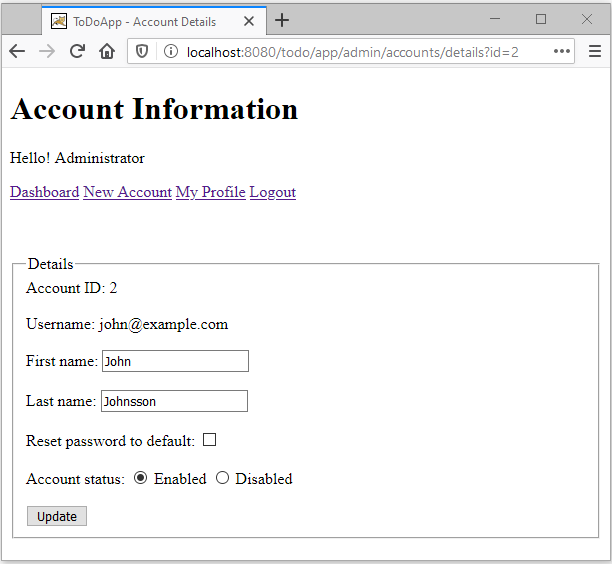 ToDoApp - Account Details
localhost:8080/todo/app/admin/accounts/details?id=2
Account Information
Hello! Administrator
Dashboard New Account My Profile Logout
Details
Account ID: 2
Username: john@example.com
First name: John
Last name: Johnsson
Reset password to default:
Account status: Enabled Disabled
Update